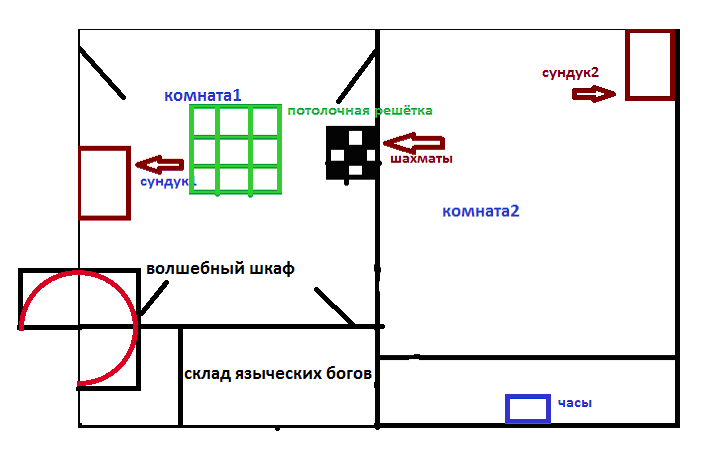 сундук2
комната1
потолочная решётка
шахматы
сундук1
комната2
волшебный шкаф
склад языческих богов
часы